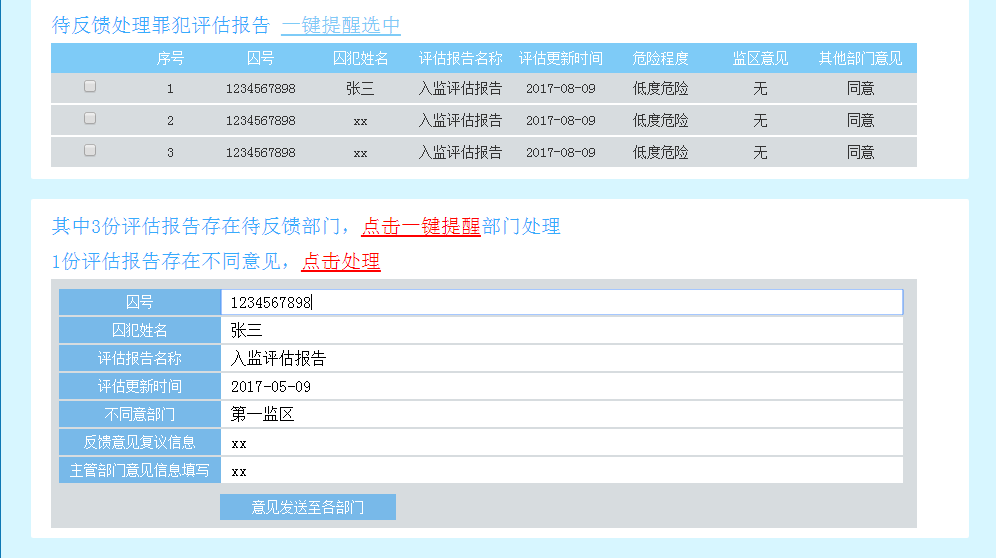 待反馈处理罪犯评估报告 一键提醒选中
序号 囚号 囚犯姓名 评估报告名称 评估更新时间 危险程度 监区意见 其他部门意见
1 1234567898 张三 入监评估报告 2017-08-09 低度危险 无 同意
2 1234567898 xx 入监评估报告 2017-08-09 低度危险 无 同意
3 1234567898 xx 入监评估报告 2017-08-09 低度危险 无 同意
其中3份评估报告存在待反馈部门，点击一键提醒部门处理
1份评估报告存在不同意见，点击处理
囚号 1234567898
囚犯姓名 张三
评估报告名称 入监评估报告
评估更新时间 2017-05-09
不同意部门 第一监区
反馈意见复议信息 xx
主管部门意见信息填写 xx
意见发送至各部门